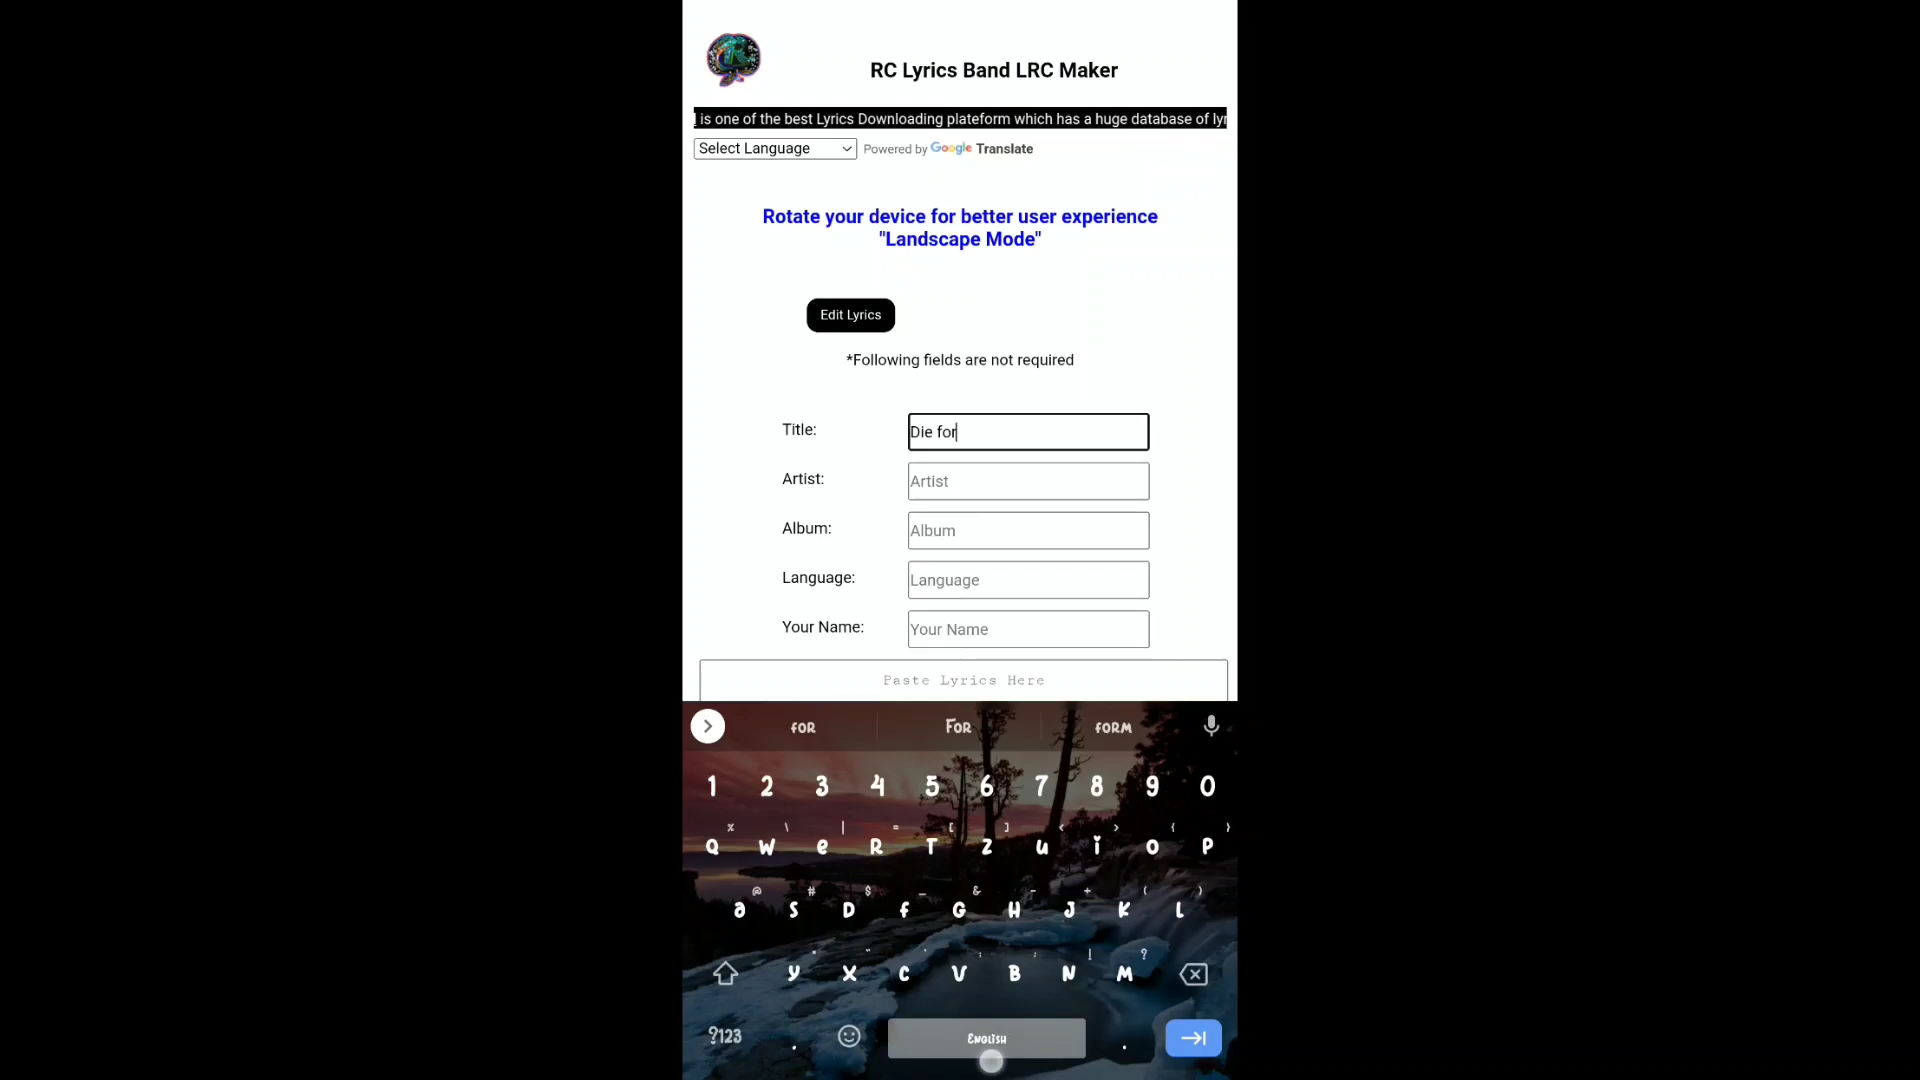 RC Lyrics Band LRC Maker
is one of the best Lyrics Downloading plateform which has a huge database of lyr
Select Language
Powered by Google Translate
Rotate your device for better user experience
"Landscape Mode"
Edit Lyrics
*Following fields are not required
Title: Die for
Artist: Artist
Album: Album
Language: Language
Your Name: Your Name
Paste Lyrics Here
for For form
1 2 3 4 5 6 7 8 9 0
% \ | = [ ] < > { }
Q W e R T Z u i o P
@ # $ _ & - + ( )
a S D f G H J K L
! ?
y X C V B N M
?123 . English .